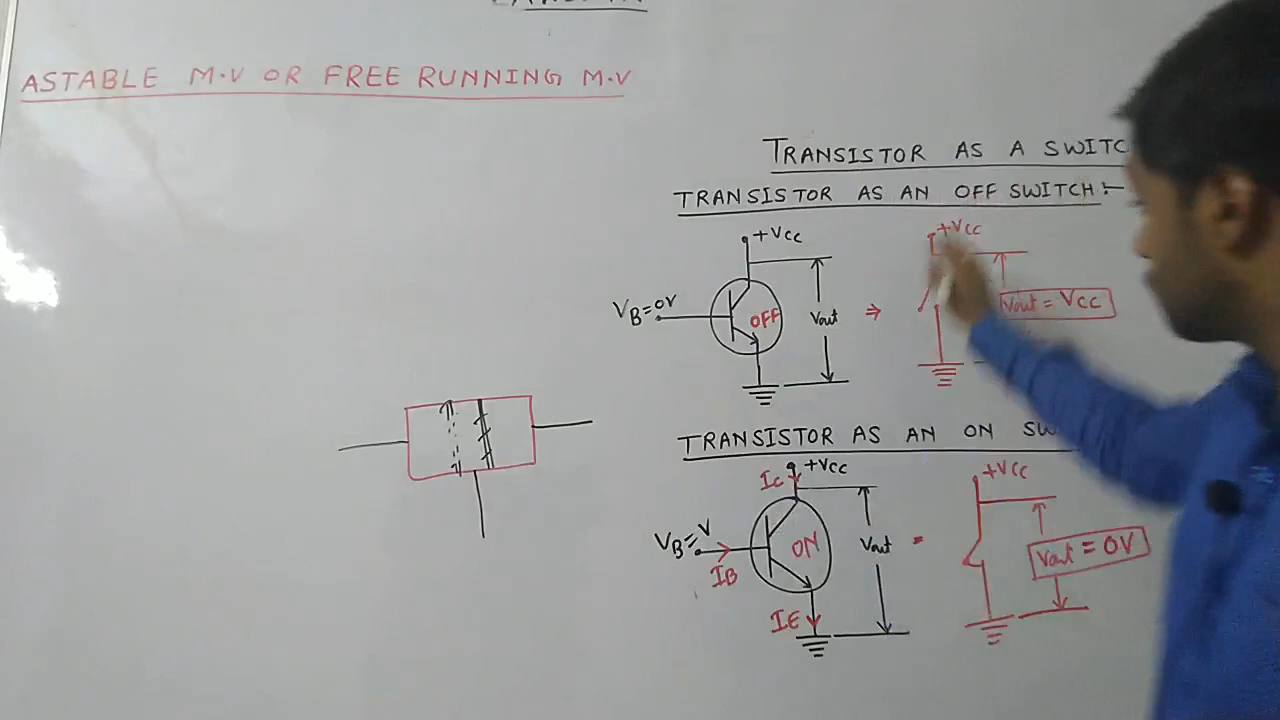 ASTABLE M.V OR FREE RUNNING M.V
TRANSISTOR AS A SWITC
TRANSISTOR AS AN OFF SWITCH:-
+Vcc
+Vcc
VB=0V
OFF
Vout
⇒
Vout = Vcc
TRANSISTOR AS AN ON SW
Ic
+Vcc
+Vcc
VB=V
IB
ON
Vout
=
Vout = 0V
IE